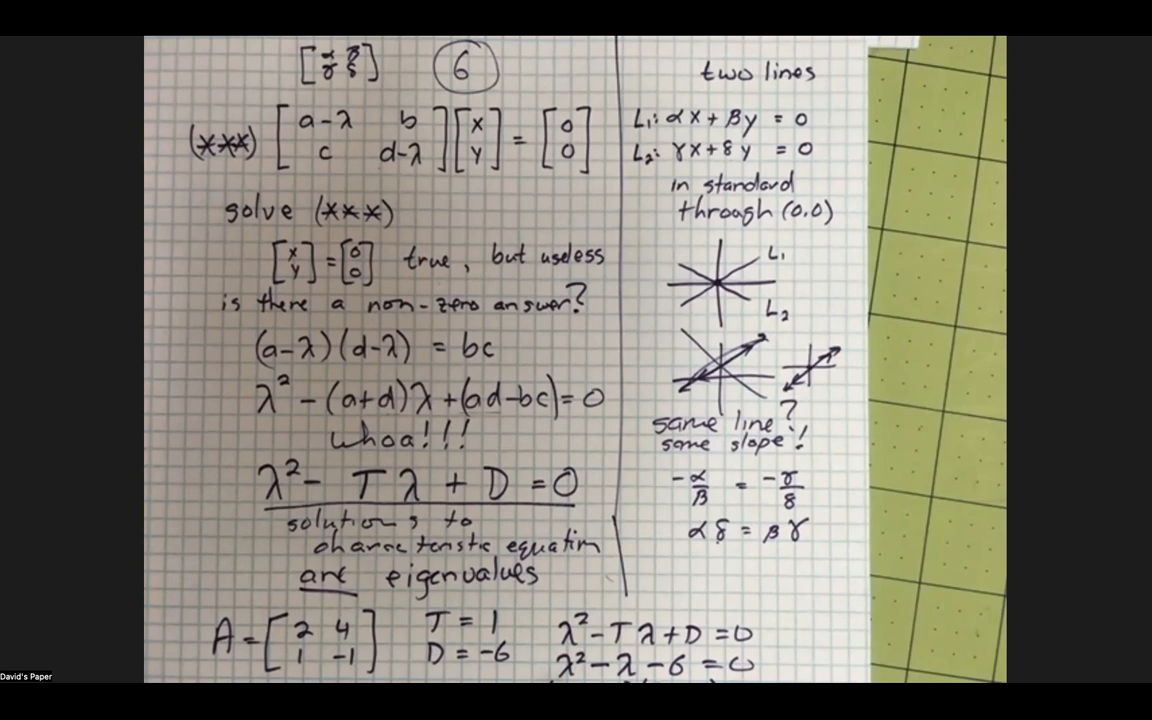 [α β
γ δ]
6
(***) [a-λ b
c d-λ] [x
y] = [0
0]
solve (***)
[x
y] = [0
0] true, but useless
is there a non-zero answer?
(a-λ)(d-λ) = bc
λ² - (a+d)λ + (ad-bc) = 0
whoa!!!
λ² - Tλ + D = 0
solutions to
characteristic equation
are eigenvalues
A = [2 4
1 -1]
T = 1
D = -6
λ² - Tλ + D = 0
λ² - λ - 6 = 0
two lines
L₁: αx + βy = 0
L₂: γx + δy = 0
in standard
through (0,0)
L₁
L₂
same line?
same slope!
-α/β = -γ/δ
αδ = βγ
David's Paper